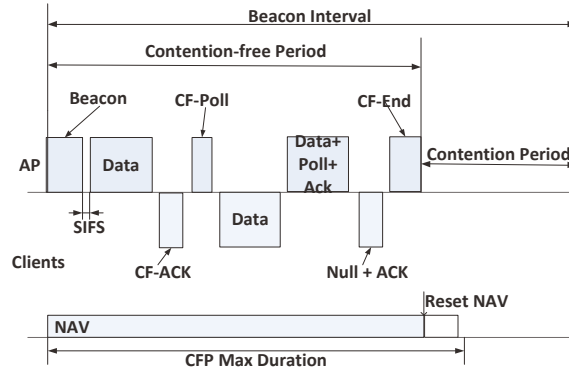 Beacon Interval
Contention-free Period
Beacon
CF-Poll
CF-End
AP
Data
Data+
Poll+
Ack
Contention Period
SIFS
Data
Clients
CF-ACK
Null + ACK
Reset NAV
NAV
CFP Max Duration